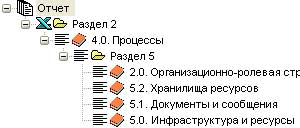 Отчет
Раздел 2
4.0. Процессы
Раздел 5
2.0. Организационно-ролевая стр
5.2. Хранилища ресурсов
5.1. Документы и сообщения
5.0. Инфраструктура и ресурсы